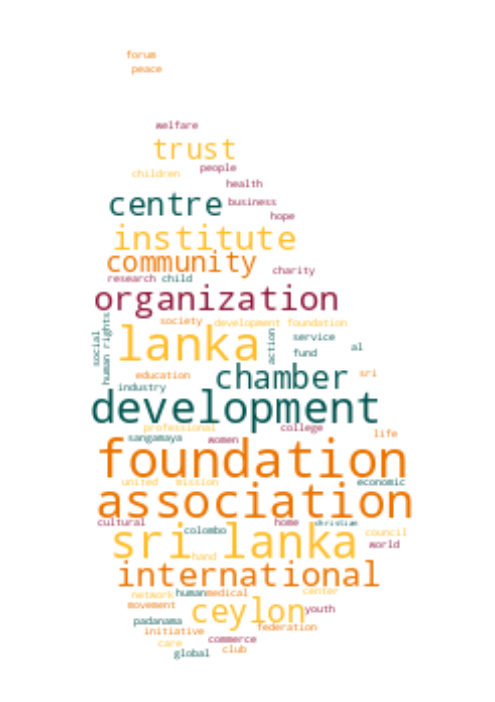 forum
peace
welfare
trust
children people
health
centre business
hope
institute
community
charity
research child
organization
society development foundation
social human rights lanka action service
fund al
chamber
education sri
industry
development
professional college
sangamaya women life
foundation
united mission economic
association
cultural home christian
colombo council
sri lanka world
hand
international
network human medical center
movement ceylon youth
padanama federation
initiative
care commerce
global club